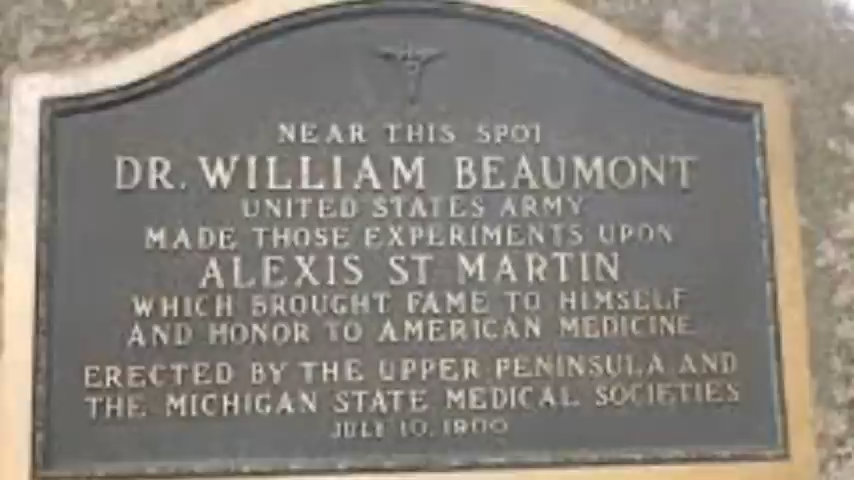 NEAR THIS SPOT
DR. WILLIAM BEAUMONT
UNITED STATES ARMY
MADE THOSE EXPERIMENTS UPON
ALEXIS ST MARTIN
WHICH BROUGHT FAME TO HIMSELF
AND HONOR TO AMERICAN MEDICINE
ERECTED BY THE UPPER PENINSULA AND
THE MICHIGAN STATE MEDICAL SOCIETIES
JULY 10, 1900